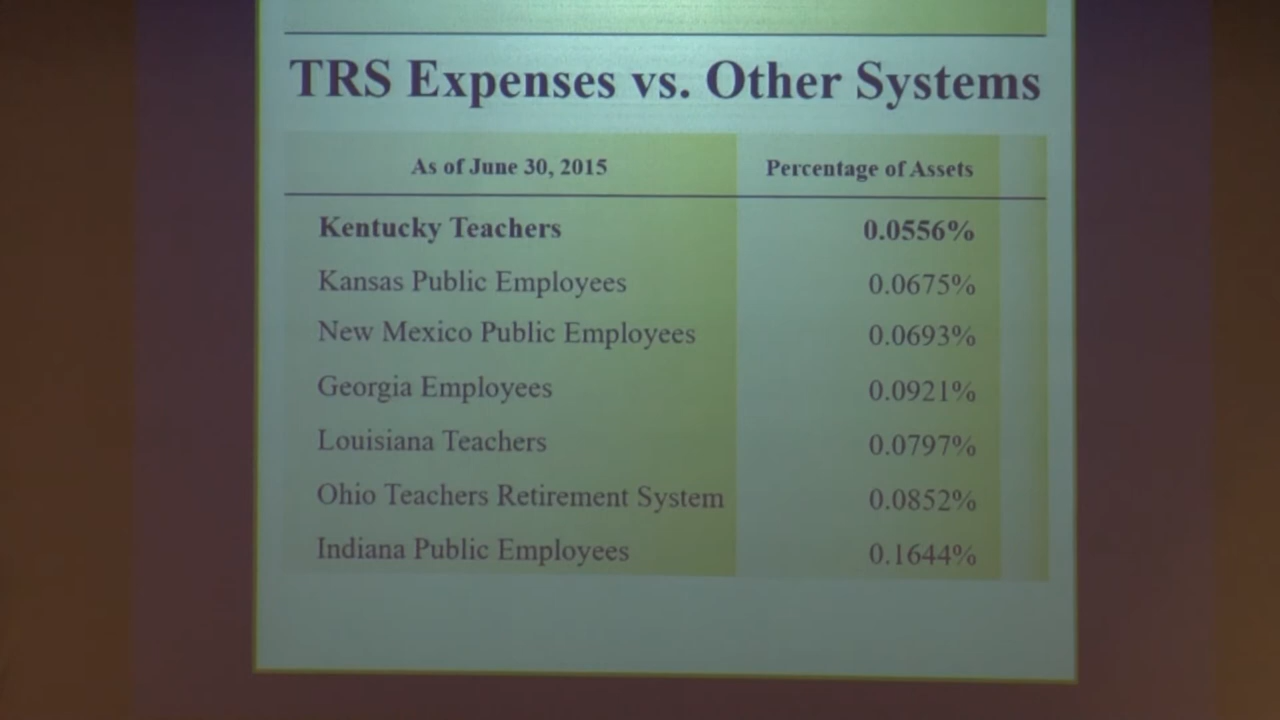 TRS Expenses vs. Other Systems
As of June 30, 2015 Percentage of Assets
Kentucky Teachers 0.0556%
Kansas Public Employees 0.0675%
New Mexico Public Employees 0.0693%
Georgia Employees 0.0921%
Louisiana Teachers 0.0797%
Ohio Teachers Retirement System 0.0852%
Indiana Public Employees 0.1644%